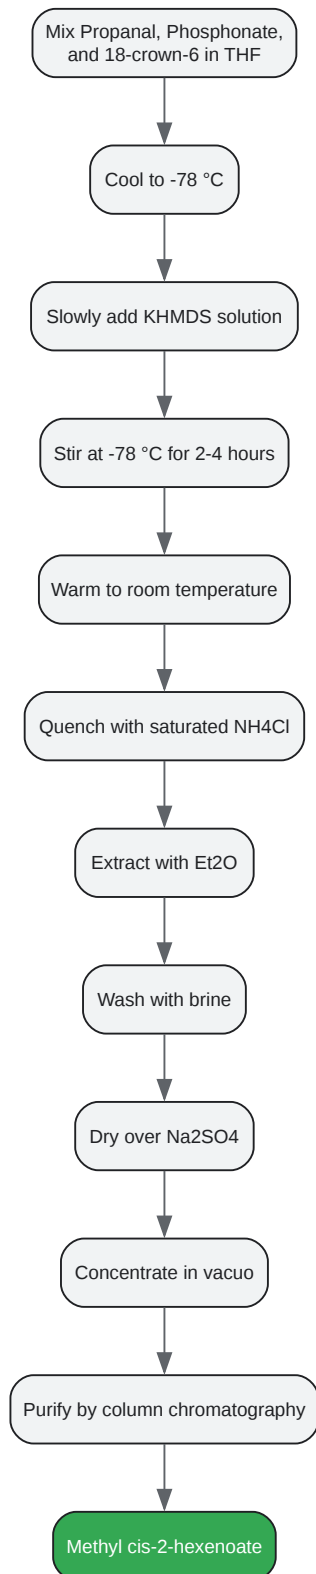 Mix Propanal, Phosphonate,
and 18-crown-6 in THF
Cool to -78 °C
Slowly add KHMDS solution
Stir at -78 °C for 2-4 hours
Warm to room temperature
Quench with saturated NH4Cl
Extract with Et2O
Wash with brine
Dry over Na2SO4
Concentrate in vacuo
Purify by column chromatography
Methyl cis-2-hexenoate